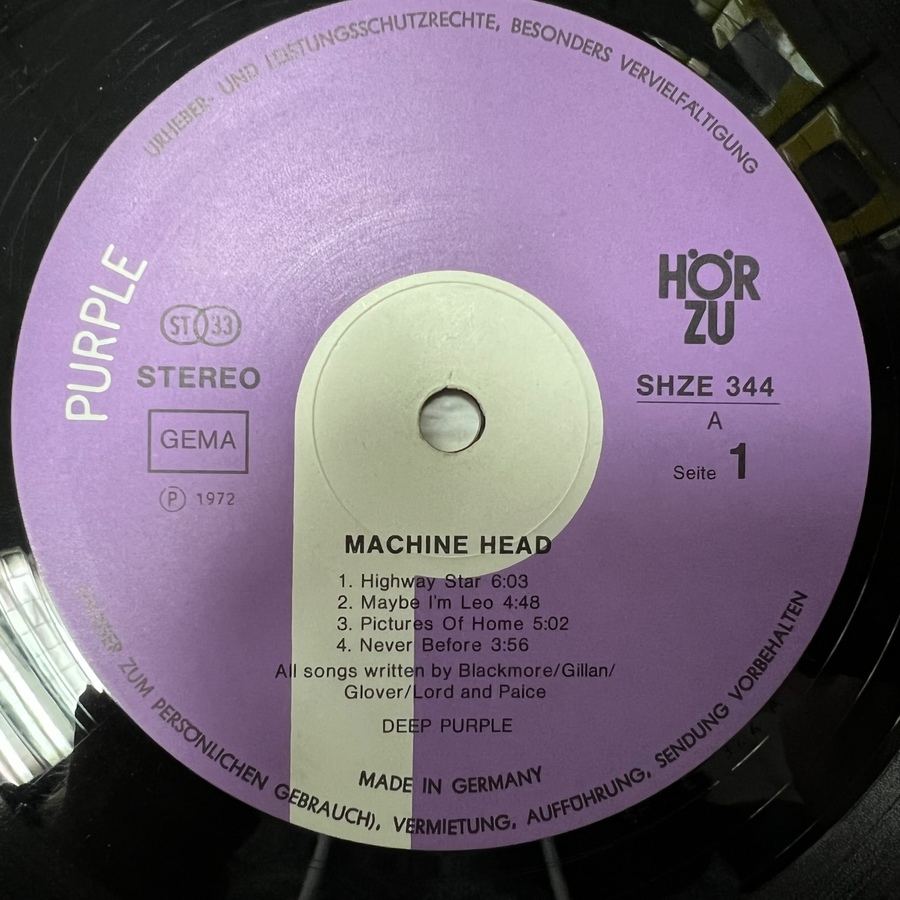 URHEBER- UND LEISTUNGSSCHUTZRECHTE, BESONDERS VERVIELFÄLTIGUNG
PURPLE
ST 33
STEREO
GEMA
Ⓟ 1972
HÖR
ZU
SHZE 344
A
Seite 1
MACHINE HEAD
1. Highway Star 6:03
2. Maybe I'm Leo 4:48
3. Pictures Of Home 5:02
4. Never Before 3:56
All songs written by Blackmore/Gillan/
Glover/Lord and Paice
DEEP PURPLE
MADE IN GERMANY
(AUSSER ZUM PERSÖNLICHEN GEBRAUCH), VERMIETUNG, AUFFÜHRUNG, SENDUNG VORBEHALTEN